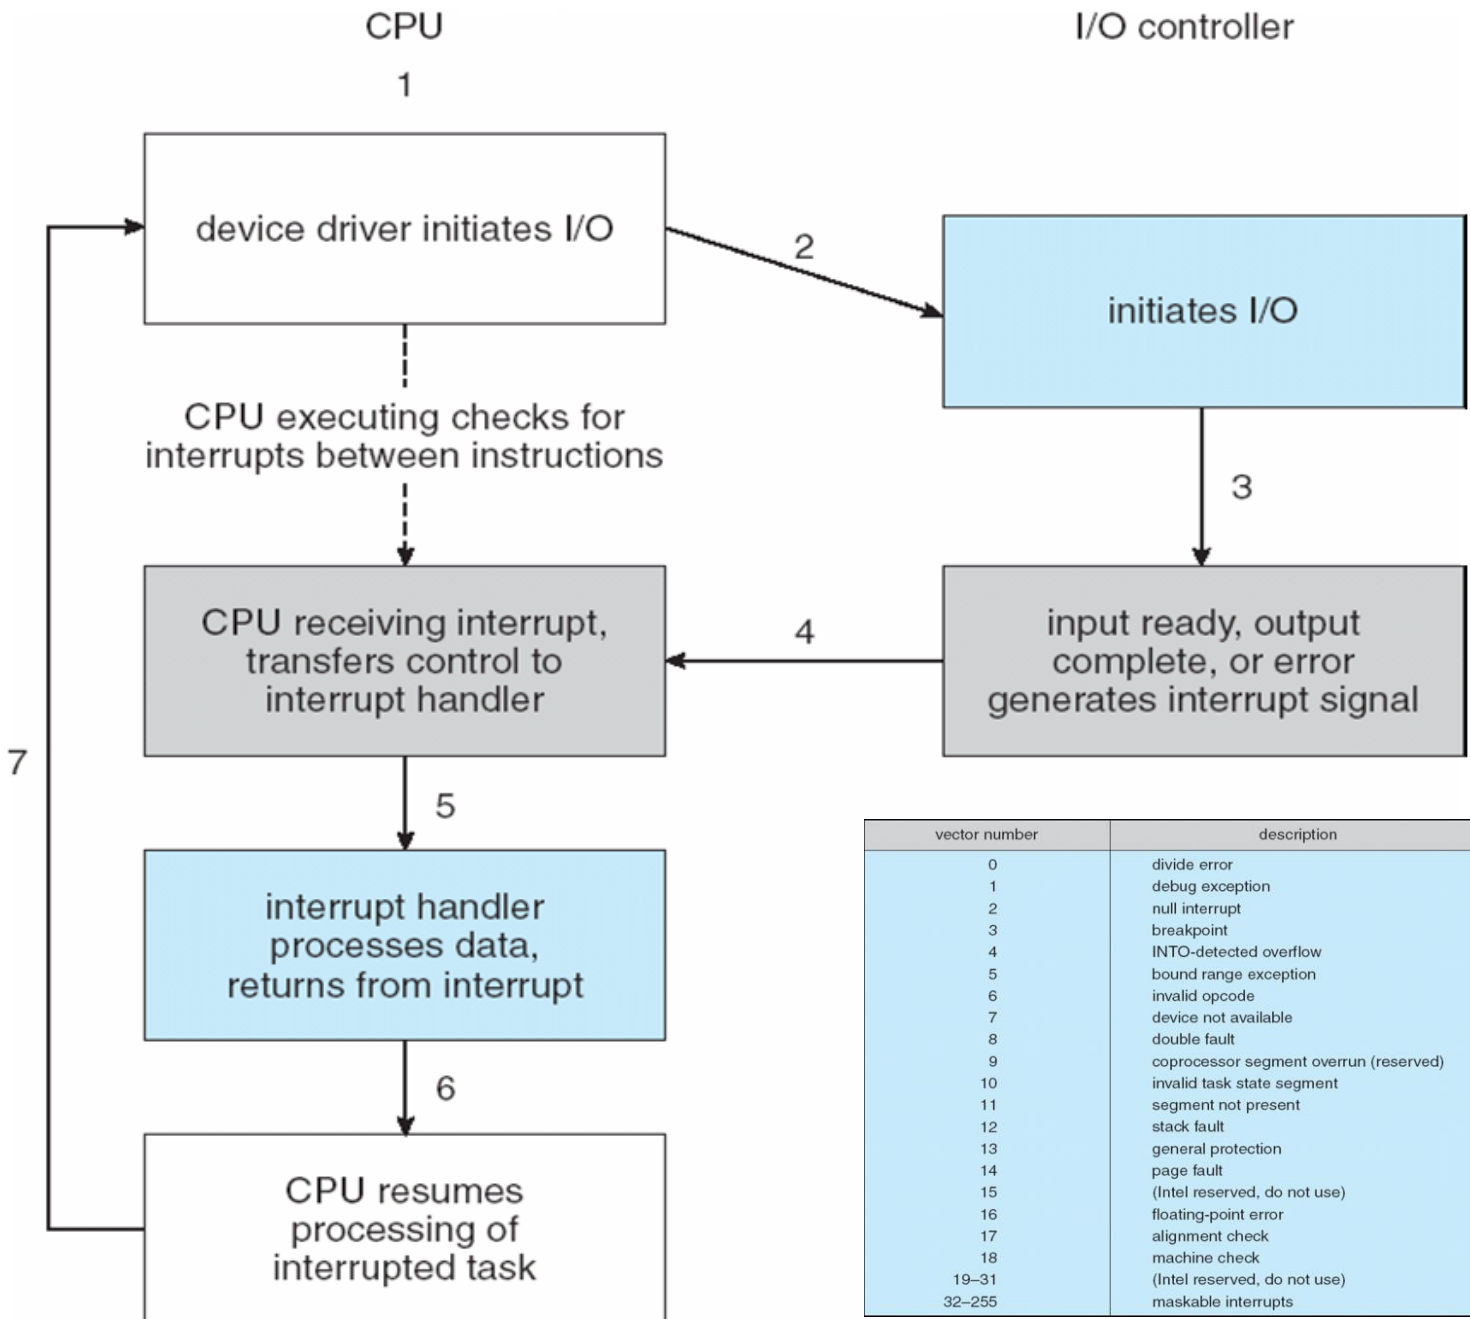 CPU
I/O controller
1
device driver initiates I/O
2
initiates I/O
CPU executing checks for
interrupts between instructions
3
CPU receiving interrupt,
transfers control to
interrupt handler
4
input ready, output
complete, or error
generates interrupt signal
7
5
interrupt handler
processes data,
returns from interrupt
6
CPU resumes
processing of
interrupted task
vector number description
0 divide error
1 debug exception
2 null interrupt
3 breakpoint
4 INTO-detected overflow
5 bound range exception
6 invalid opcode
7 device not available
8 double fault
9 coprocessor segment overrun (reserved)
10 invalid task state segment
11 segment not present
12 stack fault
13 general protection
14 page fault
15 (Intel reserved, do not use)
16 floating-point error
17 alignment check
18 machine check
19–31 (Intel reserved, do not use)
32–255 maskable interrupts